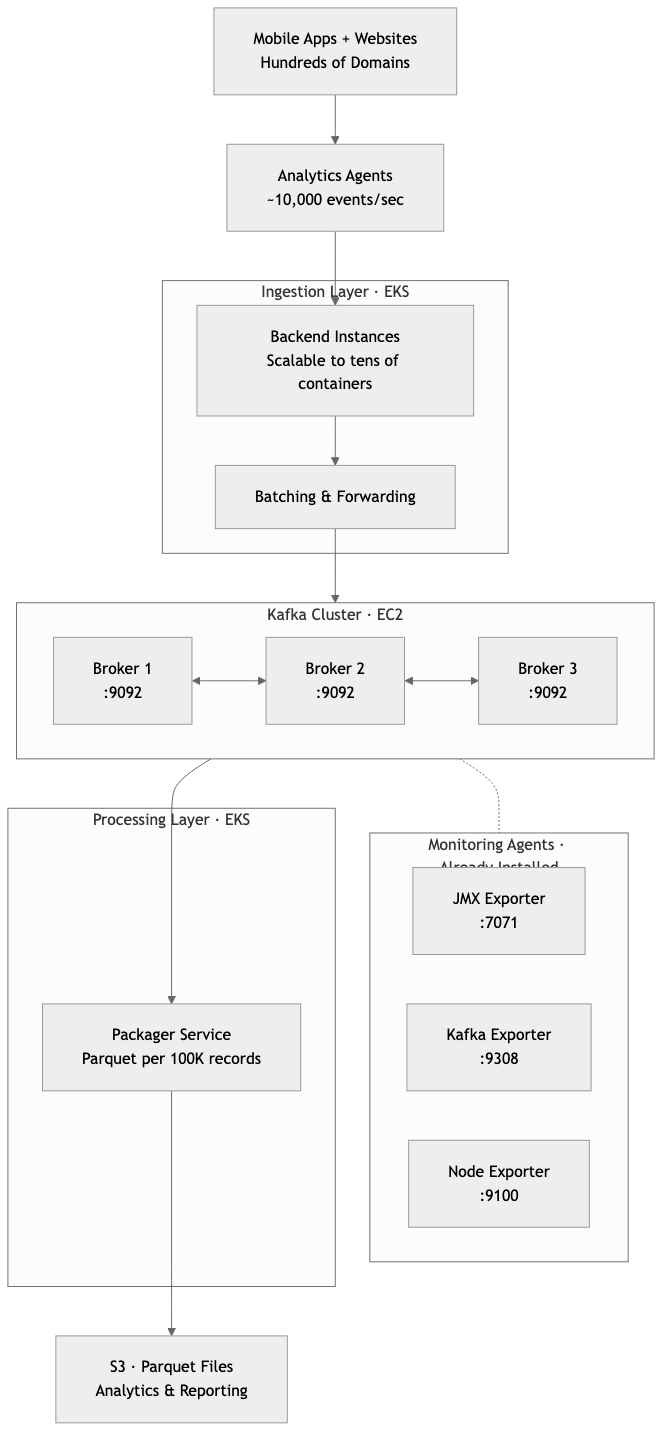 Mobile Apps + Websites
Hundreds of Domains
Analytics Agents
~10,000 events/sec
Ingestion Layer · EKS
Backend Instances
Scalable to tens of
containers
Batching & Forwarding
Kafka Cluster · EC2
Broker 1
:9092
Broker 2
:9092
Broker 3
:9092
Processing Layer · EKS
Packager Service
Parquet per 100K records
Monitoring Agents ·
Already Installed
JMX Exporter
:7071
Kafka Exporter
:9308
Node Exporter
:9100
S3 · Parquet Files
Analytics & Reporting